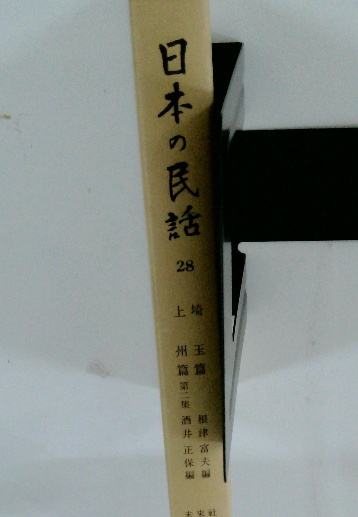 日本の民話
28
埼玉篇 根津富夫編
上州篇 第二集 酒井正保編
未来社